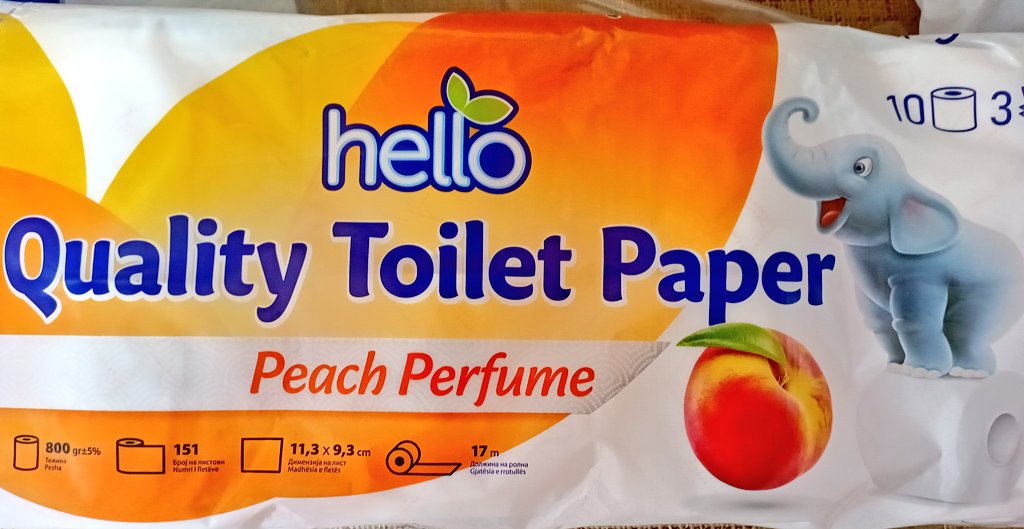 hello
10 3
Quality Toilet Paper
Peach Perfume
800 gr±5%
Тежина
Pesha
151
Број на листови
Numri i fletëve
11,3 x 9,3 cm
Димензија на лист
Madhësia e fletës
17 m
Должина на ролна
Gjatësia e rrotullës